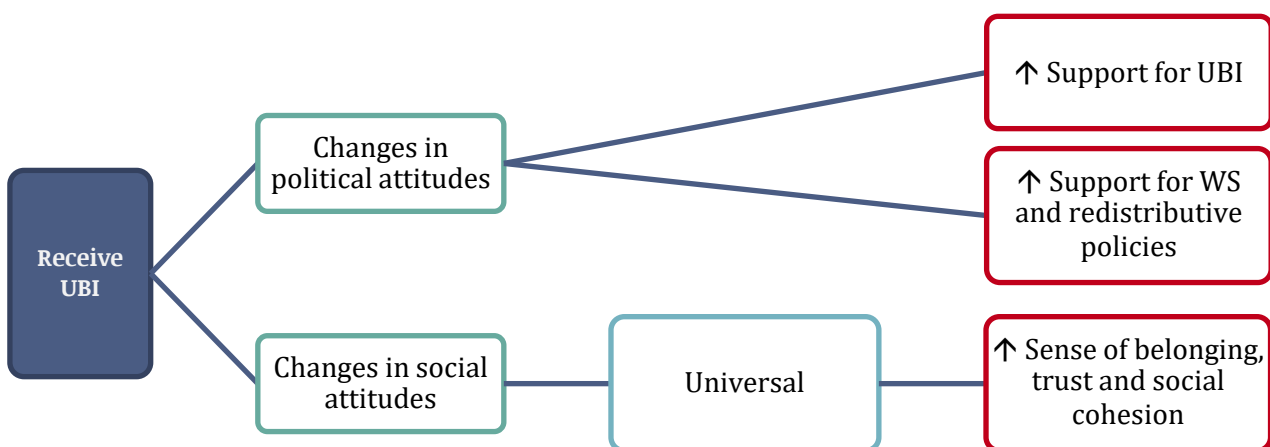 Receive
UBI
Changes in
political attitudes
↑ Support for UBI
↑ Support for WS
and redistributive
policies
Changes in social
attitudes
Universal
↑ Sense of belonging,
trust and social
cohesion